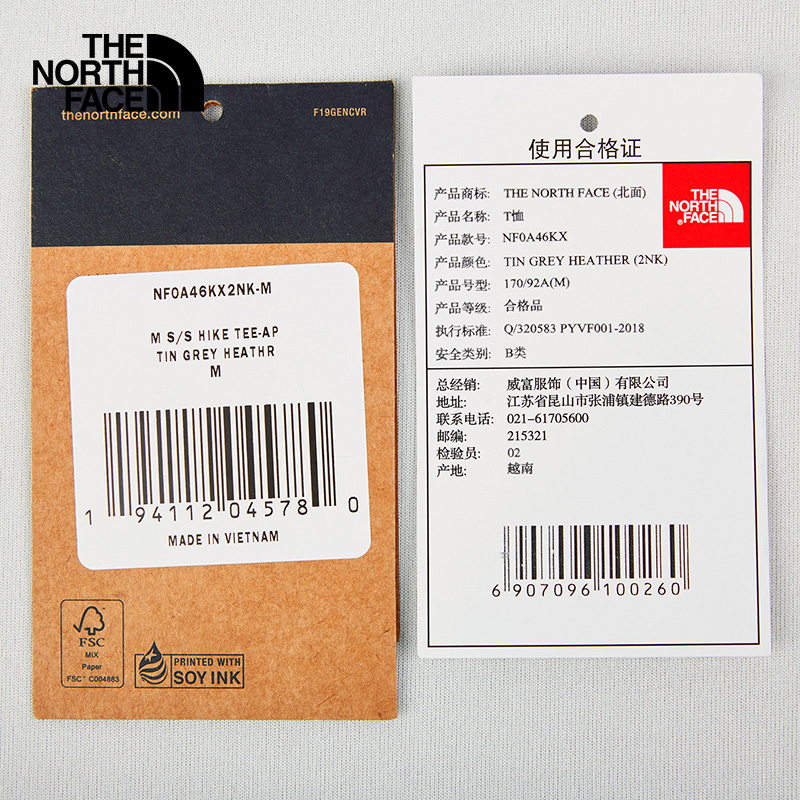 THE
NORTH
FACE
thenorthface.com
F19GENCVR
NF0A46KX2NK-M
M S/S HIKE TEE-AP
TIN GREY HEATHR
M
1 94112 04578 0
MADE IN VIETNAM
FSC
MIX
Paper
FSC™ C004883
PRINTED WITH
SOY INK
使用合格证
THE
NORTH
FACE
产品商标: THE NORTH FACE (北面)
产品名称: T恤
产品款号: NF0A46KX
产品颜色: TIN GREY HEATHER (2NK)
产品号型: 170/92A(M)
产品等级: 合格品
执行标准: Q/320583 PYVF001-2018
安全类别: B类
总经销: 威富服饰（中国）有限公司
地址: 江苏省昆山市张浦镇建德路390号
联系电话: 021-61705600
邮编: 215321
检验员: 02
产地: 越南
6 907096 100260